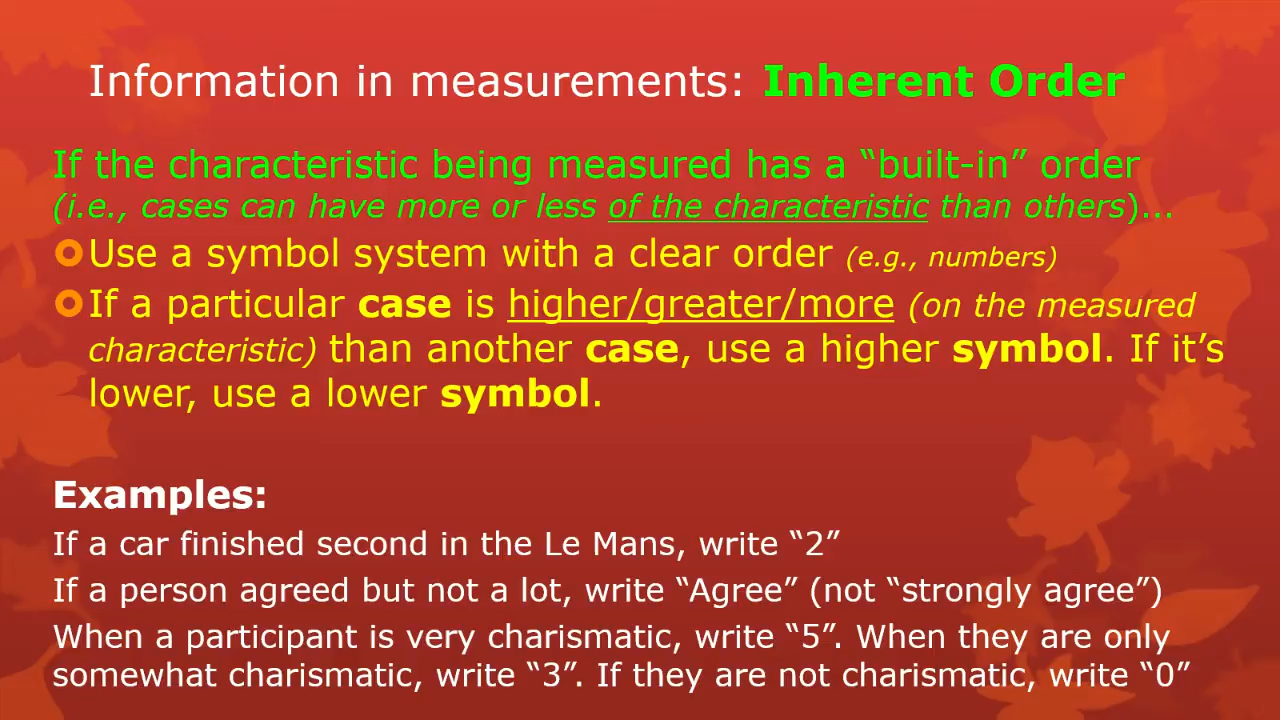 Information in measurements: Inherent Order
If the characteristic being measured has a “built-in” order
(i.e., cases can have more or less of the characteristic than others)...
Use a symbol system with a clear order (e.g., numbers)
If a particular case is higher/greater/more (on the measured
characteristic) than another case, use a higher symbol. If it’s
lower, use a lower symbol.
Examples:
If a car finished second in the Le Mans, write “2”
If a person agreed but not a lot, write “Agree” (not “strongly agree”)
When a participant is very charismatic, write “5”. When they are only
somewhat charismatic, write “3”. If they are not charismatic, write “0”